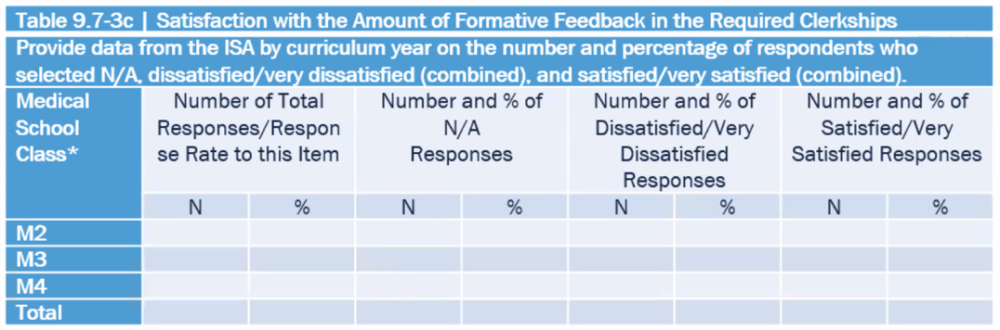 Table 9.7-3c | Satisfaction with the Amount of Formative Feedback in the Required Clerkships
Provide data from the ISA by curriculum year on the number and percentage of respondents who
selected N/A, dissatisfied/very dissatisfied (combined), and satisfied/very satisfied (combined).
Medical
School
Class*
Number of Total
Responses/Respon
se Rate to this Item
Number and % of
N/A
Responses
Number and % of
Dissatisfied/Very
Dissatisfied
Responses
Number and % of
Satisfied/Very
Satisfied Responses
N % N % N % N %
M2
M3
M4
Total